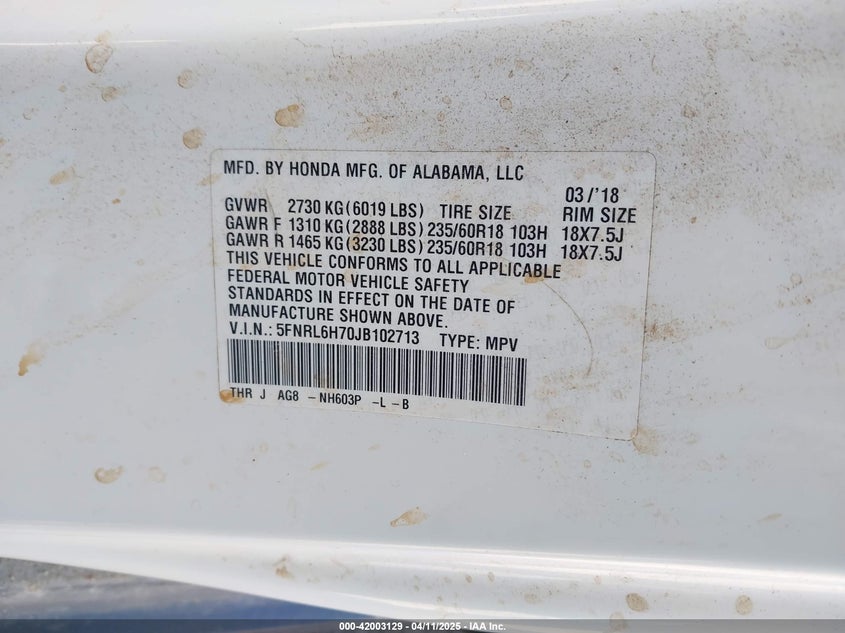 MFD. BY HONDA MFG. OF ALABAMA, LLC
03/'18
GVWR 2730 KG(6019 LBS) TIRE SIZE RIM SIZE
GAWR F 1310 KG(2888 LBS)235/60R18 103H 18X7.5J
GAWR R 1465 KG(3230 LBS)235/60R18 103H 18X7.5J
THIS VEHICLE CONFORMS TO ALL APPLICABLE
FEDERAL MOTOR VEHICLE SAFETY
STANDARDS IN EFFECT ON THE DATE OF
MANUFACTURE SHOWN ABOVE.
V.I.N.: 5FNRL6H70JB102713 TYPE: MPV
THR J AG8 -NH603P -L -B
000-42003129 - 04/11/2025 - IAA Inc.